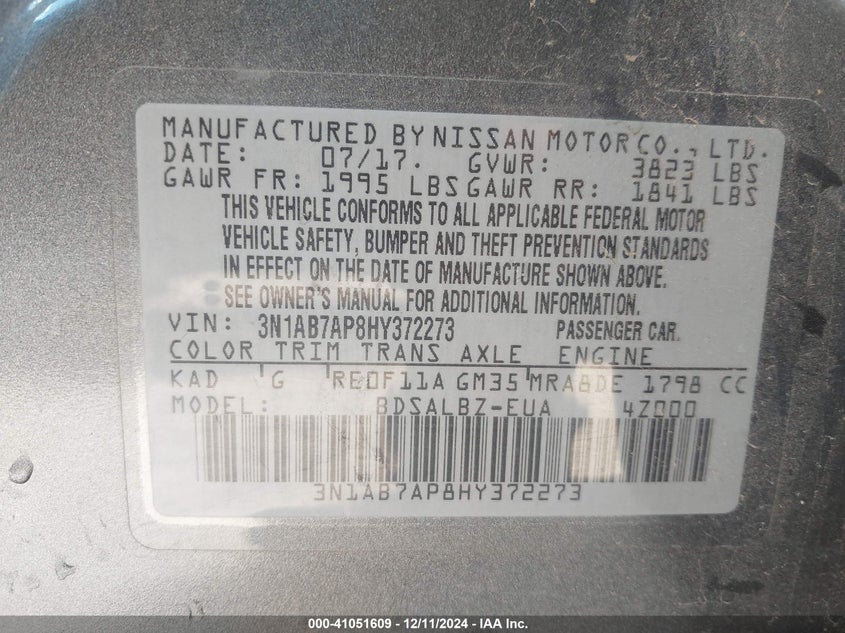 MANUFACTURED BY NISSAN MOTOR CO., LTD.
DATE: 07/17. GVWR: 3823 LBS
GAWR FR: 1995 LBS GAWR RR: 1841 LBS
THIS VEHICLE CONFORMS TO ALL APPLICABLE FEDERAL MOTOR
VEHICLE SAFETY, BUMPER AND THEFT PREVENTION STANDARDS
IN EFFECT ON THE DATE OF MANUFACTURE SHOWN ABOVE.
SEE OWNER'S MANUAL FOR ADDITIONAL INFORMATION.
VIN: 3N1AB7AP8HY372273 PASSENGER CAR.
COLOR TRIM TRANS AXLE ENGINE
KAD G RE0F11A GM35 MRA8DE 1798 CC
MODEL: BDSALBZ-EUA 4Z000
3N1AB7AP8HY372273
000-41051609 - 12/11/2024 - IAA Inc.